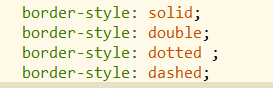 border-style: solid;
border-style: double;
border-style: dotted ;
border-style: dashed;